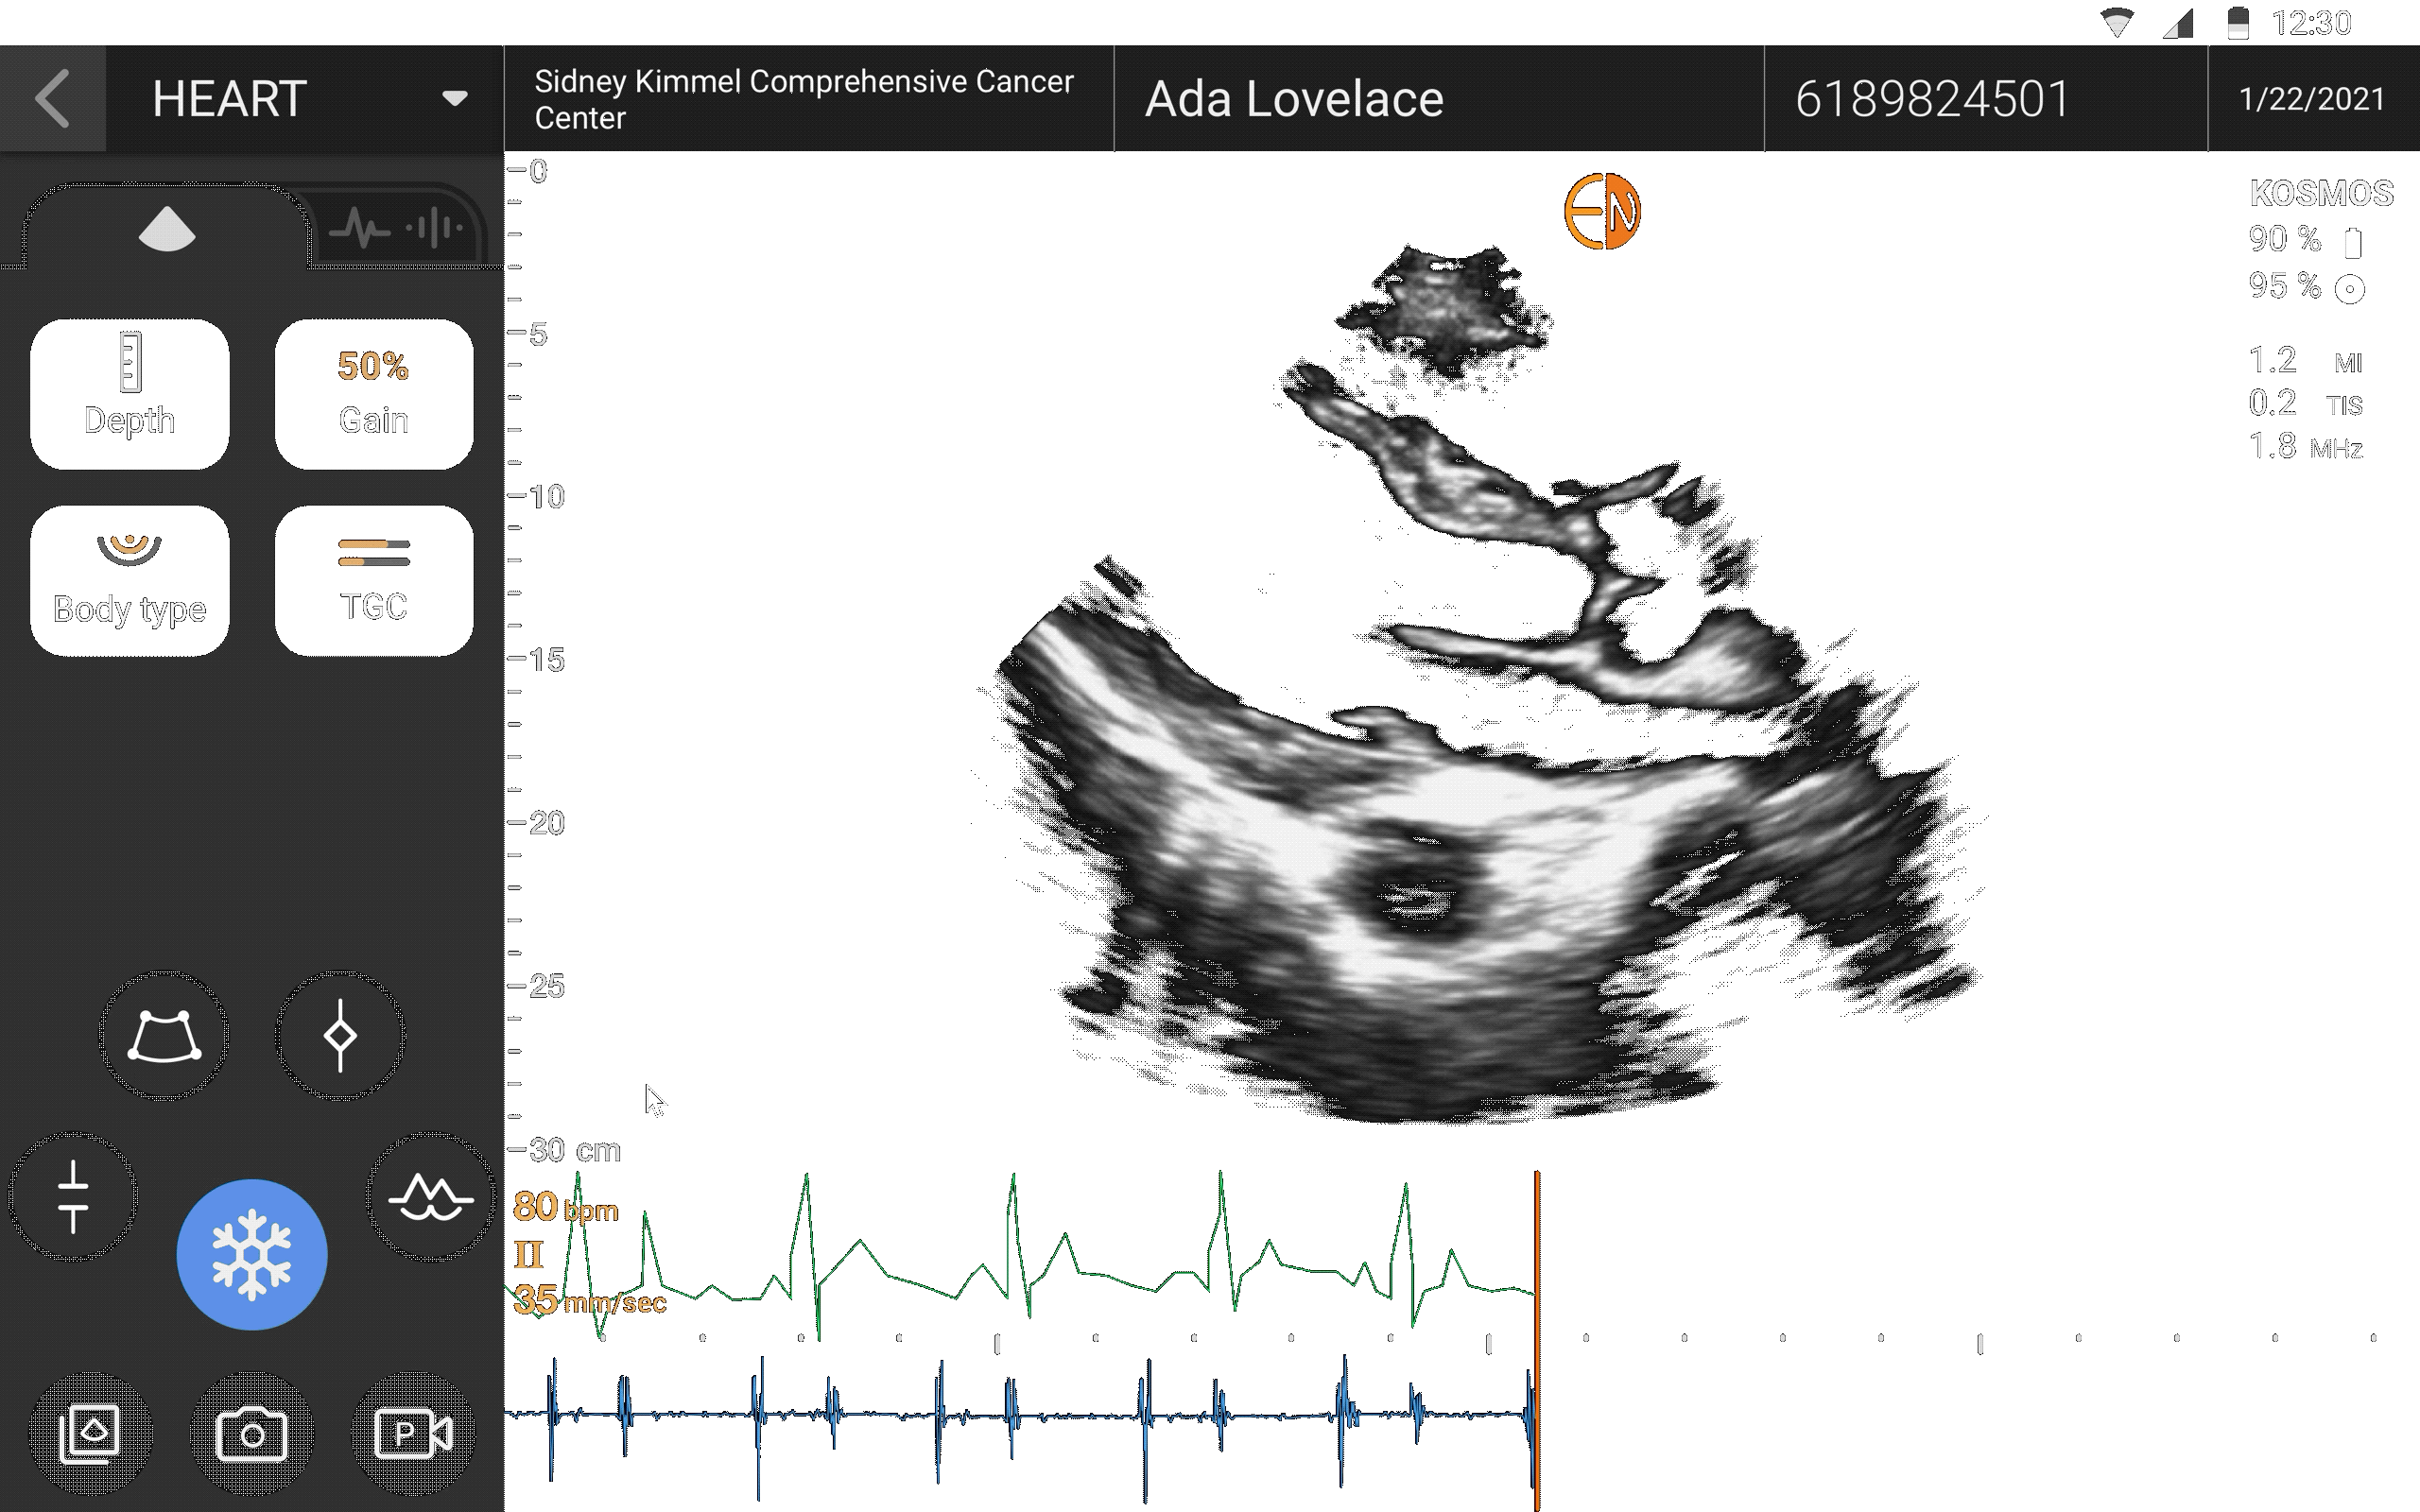 12:30
HEART
Sidney Kimmel Comprehensive Cancer
Center
Ada Lovelace
6189824501
1/22/2021
0
5
10
15
20
25
30 cm
EN
KOSMOS
90 %
95 %
1.2 MI
0.2 TIS
1.8 MHz
Depth
50%
Gain
Body type
TGC
80 bpm
II
35 mm/sec
P